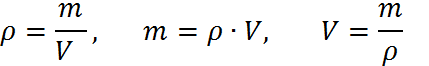 ρ = m/V, m = ρ · V, V = m/ρ